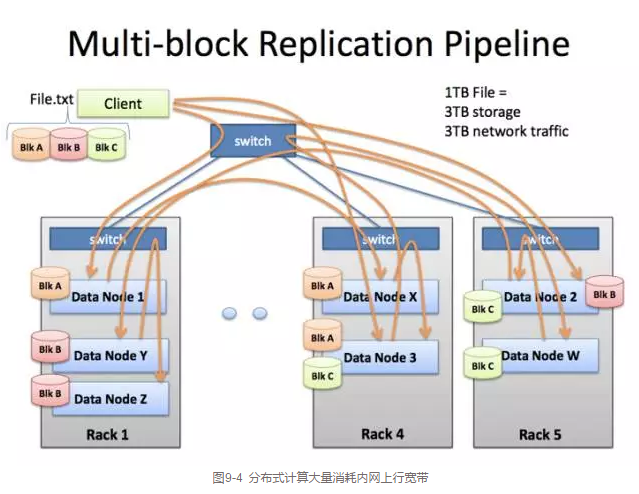 Multi-block Replication Pipeline
File.txt
Client
1TB File =
3TB storage
3TB network traffic
Blk A
Blk B
Blk C
switch
switch
switch
switch
Blk A
Data Node 1
Blk B
Data Node Y
Blk B
Data Node Z
Rack 1
Blk A
Data Node X
Blk A
Data Node 3
Blk C
Rack 4
Data Node 2
Blk B
Blk C
Data Node W
Blk C
Rack 5
图9-4 分布式计算大量消耗内网上行宽带